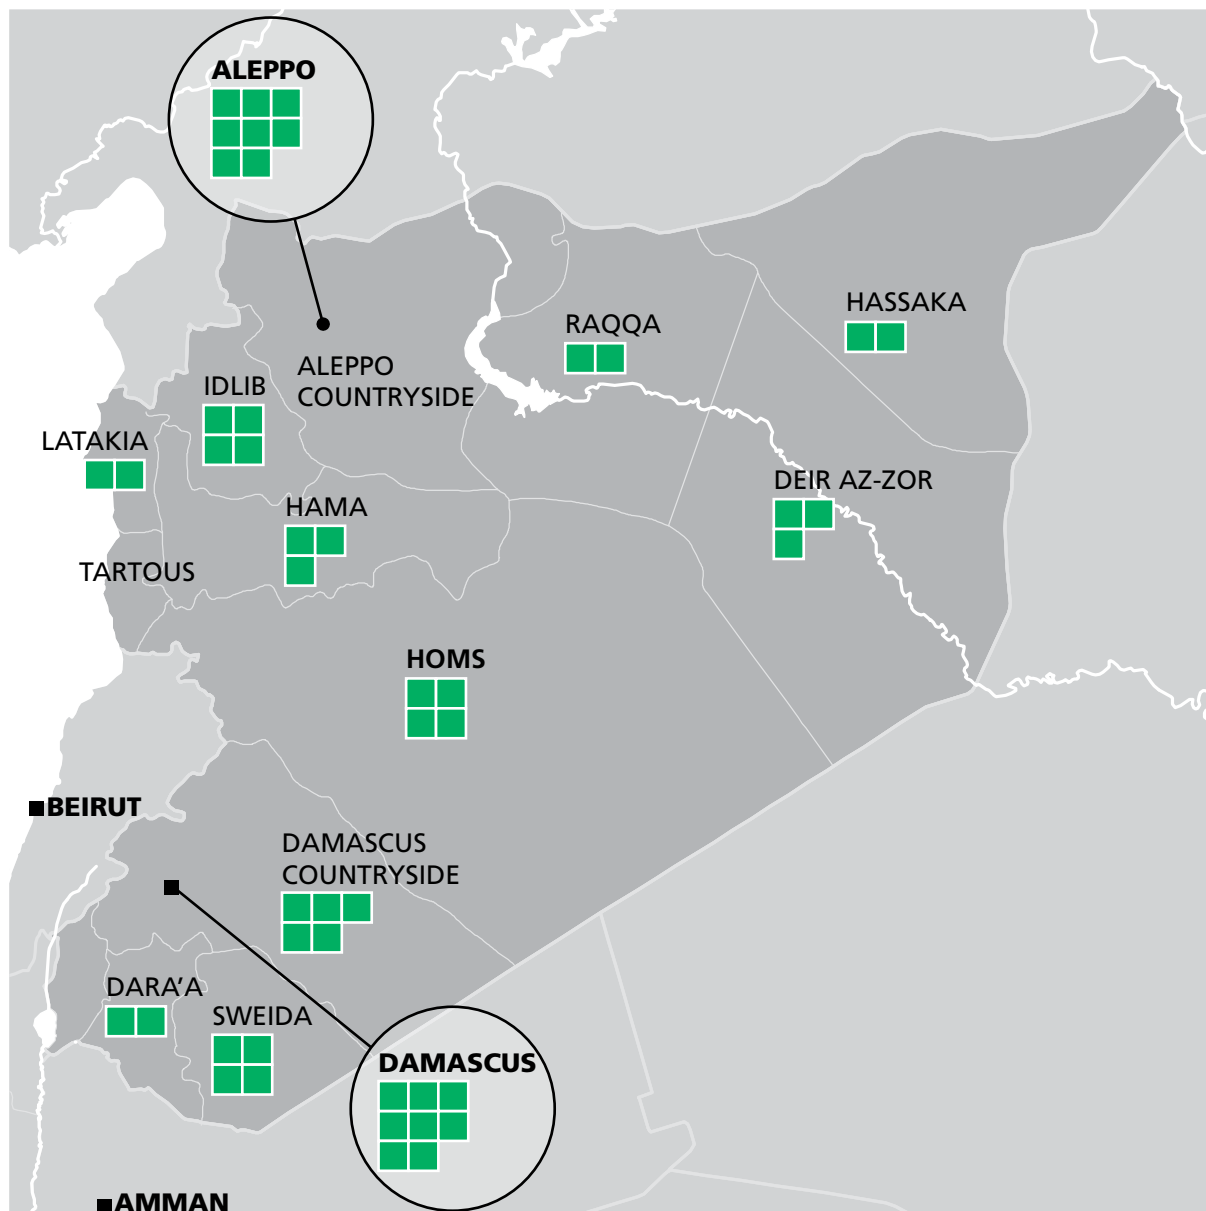 ALEPPO
HASSAKA
RAQQA
ALEPPO
COUNTRYSIDE
IDLIB
LATAKIA
DEIR AZ-ZOR
HAMA
TARTOUS
HOMS
BEIRUT
DAMASCUS
COUNTRYSIDE
DARA’A
SWEIDA
DAMASCUS
AMMAN